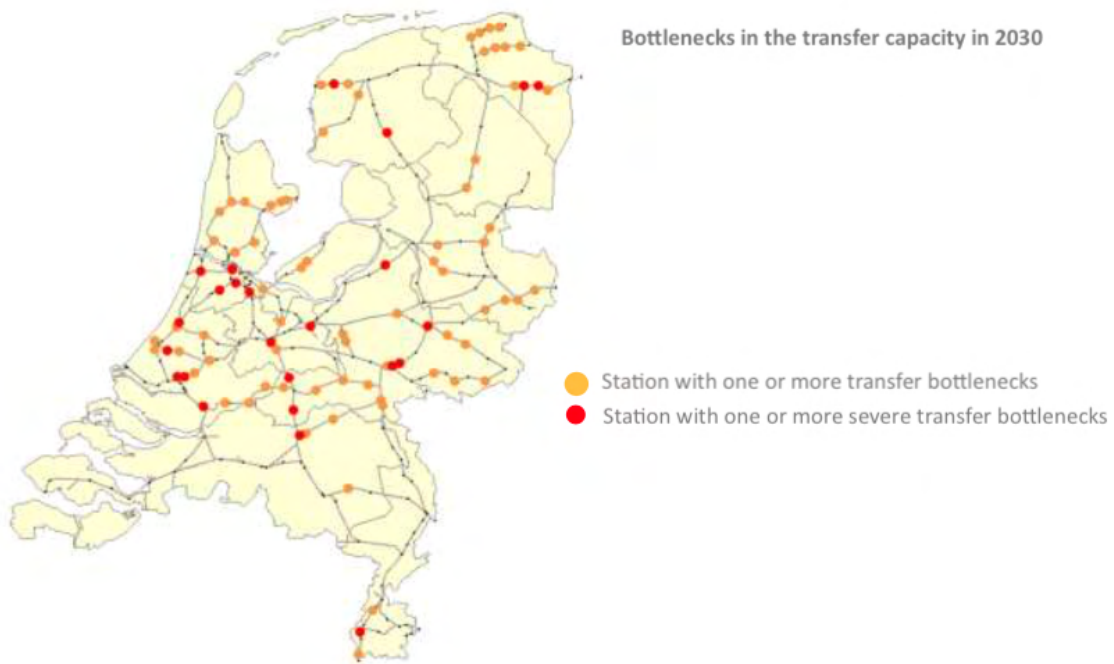 Bottlenecks in the transfer capacity in 2030
Station with one or more transfer bottlenecks
Station with one or more severe transfer bottlenecks